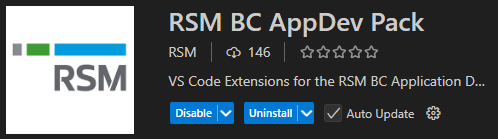 RSM BC AppDev Pack
RSM
RSM 146
VS Code Extensions for the RSM BC Application D...
Disable Uninstall Auto Update